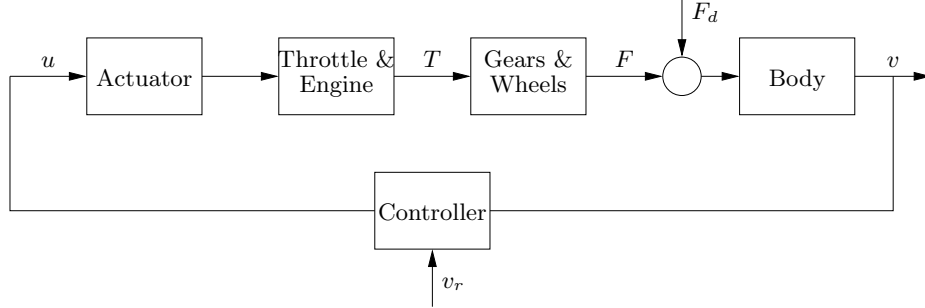 F_d
u
Actuator
Throttle &
Engine
T
Gears &
Wheels
F
Body
v
Controller
v_r